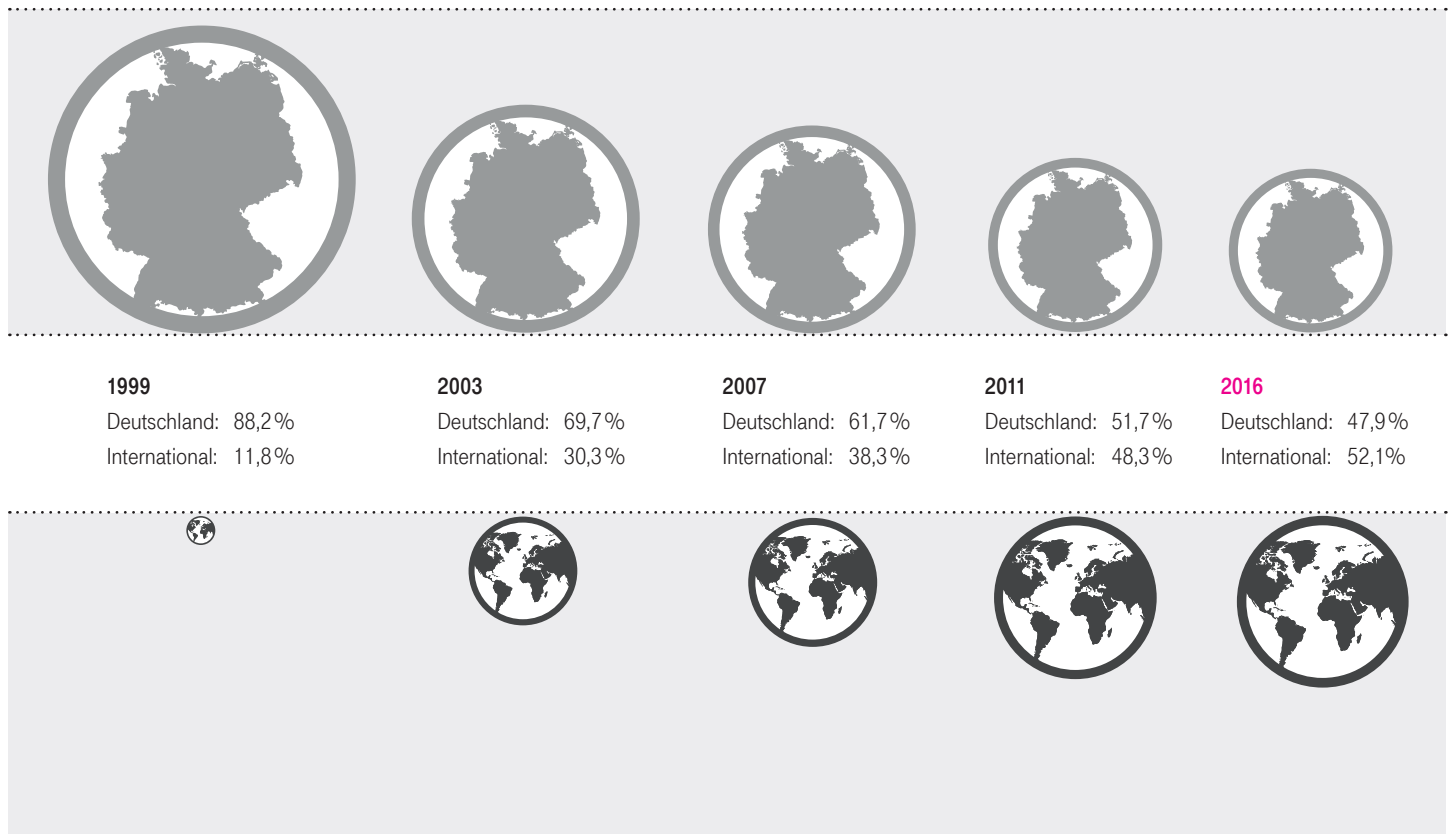 1999
Deutschland: 88,2 %
International: 11,8 %
2003
Deutschland: 69,7 %
International: 30,3 %
2007
Deutschland: 61,7 %
International: 38,3 %
2011
Deutschland: 51,7 %
International: 48,3 %
2016
Deutschland: 47,9 %
International: 52,1 %